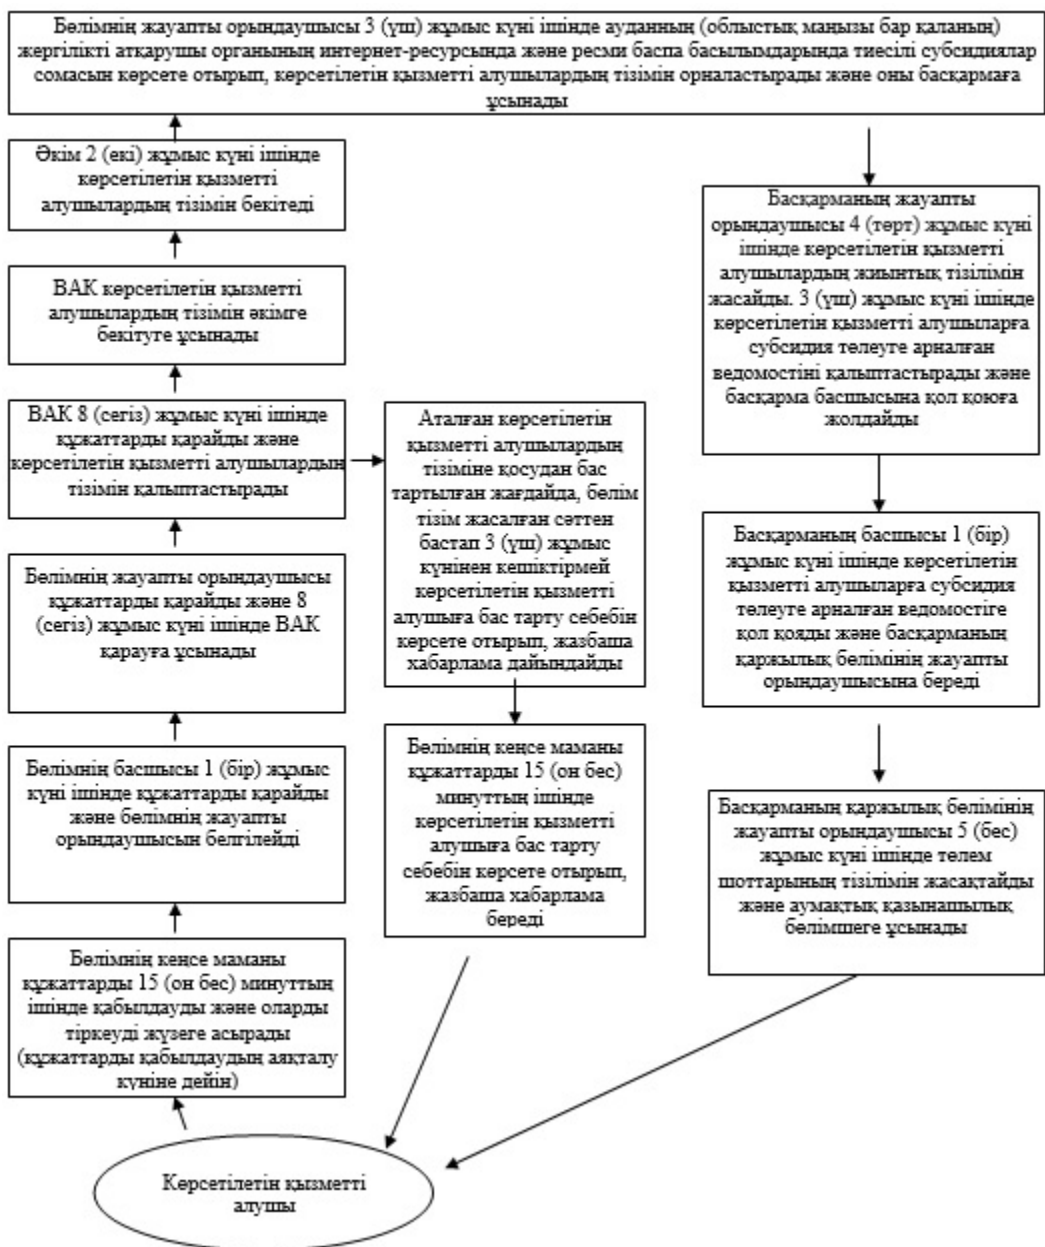 Бөлімнің жауапты орындаушысы 3 (үш) жұмыс күні ішінде ауданның (облыстық маңызы бар қаланың)
жергілікті атқарушы органының интернет-ресурсында және ресми баспа басылымдарында тиесілі субсидиялар
сомасын көрсете отырып, көрсетілетін қызметті алушылардың тізімін орналастырады және оны басқармаға
ұсынады
Әкім 2 (екі) жұмыс күні ішінде
көрсетілетін қызметті
алушылардың тізімін бекітеді
ВАК көрсетілетін қызметті
алушылардың тізімін әкімге
бекітуге ұсынады
ВАК 8 (сегіз) жұмыс күні ішінде
құжаттарды қарайды және
көрсетілетін қызметті алушылардың
тізімін қалыптастырады
Бөлімнің жауапты орындаушысы
құжаттарды қарайды және 8
(сегіз) жұмыс күні ішінде ВАК
қарауға ұсынады
Бөлімнің басшысы 1 (бір) жұмыс
күні ішінде құжаттарды қарайды
және бөлімнің жауапты
орындаушысын белгілейді
Бөлімнің кеңсе маманы
құжаттарды 15 (он бес) минуттың
ішінде қабылдауды және оларды
тіркеуді жүзеге асырады
(құжаттарды қабылдаудың аяқталу
күніне дейін)
Аталған көрсетілетін
қызметті алушылардың
тізіміне қосудан бас
тартылған жағдайда, бөлім
тізім жасалған сәттен
бастап 3 (үш) жұмыс
күнінен кешіктірмей
көрсетілетін қызметті
алушыға бас тарту себебін
көрсете отырып, жазбаша
хабарлама дайындайды
Бөлімнің кеңсе маманы
құжаттарды 15 (он бес)
минуттың ішінде
көрсетілетін қызметті
алушыға бас тарту
себебін көрсете отырып,
жазбаша хабарлама
береді
Басқарманың жауапты
орындаушысы 4 (төрт) жұмыс күні
ішінде көрсетілетін қызметті
алушылардың жиынтық тізілімін
жасайды. 3 (үш) жұмыс күні ішінде
көрсетілетін қызметті алушыларға
субсидия төлеуге арналған
ведомостіні қалыптастырады және
басқарма басшысына қол қоюға
жолдайды
Басқарманың басшысы 1 (бір)
жұмыс күні ішінде көрсетілетін
қызметті алушыларға субсидия
төлеуге арналған ведомостіге
қол қояды және басқарманың
қаржылық бөлімінің жауапты
орындаушысына береді
Басқарманың қаржылық бөлімінің
жауапты орындаушысы 5 (бес)
жұмыс күні ішінде төлем
шоттарының тізілімін жасақтайды
және аумақтық қазынашылық
бөлімшеге ұсынады
Көрсетілетін қызметті
алушы